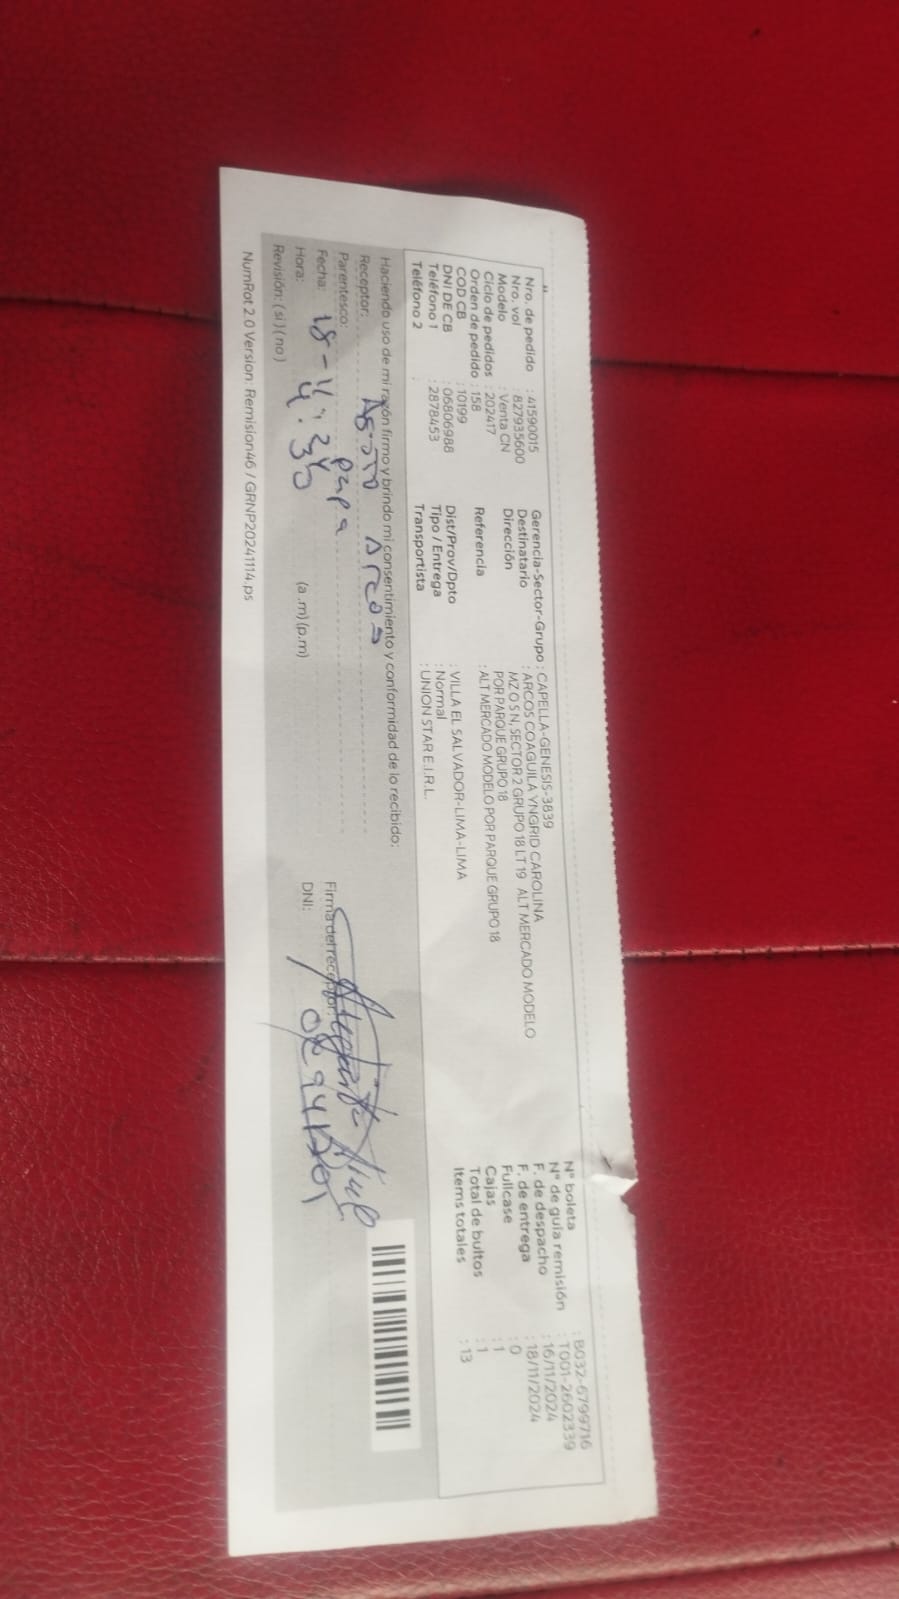 Nro. de pedido : 41590015
Nro. vol : 827935600
Modelo : Venta CN
Ciclo de pedidos : 202417
Orden de pedido : 158
COD CB : 10199
DNI DE CB : 06806988
Teléfono 1 : 2878453
Teléfono 2 :
Gerencia-Sector-Grupo : CAPELLA-GENESIS-3839
Destinatario : ARCOS COAGUILA YNGRID CAROLINA
Dirección : MZ O S N, SECTOR 2 GRUPO 18 LT 19 ALT MERCADO MODELO
POR PARQUE GRUPO 18
Referencia : ALT MERCADO MODELO POR PARQUE GRUPO 18
Dist/Prov/Dpto : VILLA EL SALVADOR-LIMA-LIMA
Tipo / Entrega : Normal
Transportista : UNION STAR E.I.R.L.
N° boleta : B032-6799716
N° de guía remisión : T001-2602339
F. de despacho : 16/11/2024
F. de entrega : 18/11/2024
Fullcase : 0
Cajas : 1
Total de bultos : 1
Items totales : 13
Haciendo uso de mi razón firmo y brindo mi consentimiento y conformidad de lo recibido:
Receptor: Arcos
Parentesco: papa
Fecha: 18-11
Hora: (a.m) (p.m)
Revisión: (si) (no)
Firma del receptor:
DNI:
NumRot 2.0 Version: Remision46 / GRNP20241114.ps